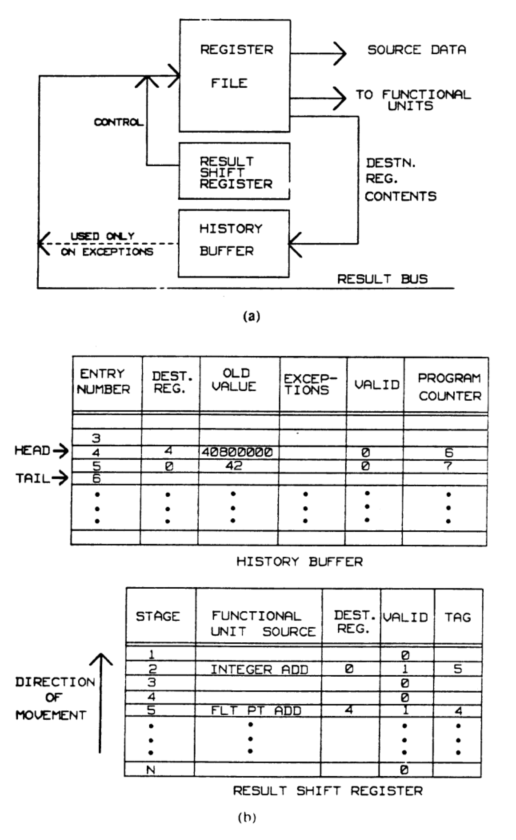 REGISTER FILE
SOURCE DATA
TO FUNCTIONAL UNITS
CONTROL
RESULT SHIFT REGISTER
DESTN. REG. CONTENTS
HISTORY BUFFER
USED ONLY ON EXCEPTIONS
RESULT BUS
(a)
ENTRY NUMBER DEST. REG. OLD VALUE EXCEP-TIONS VALID PROGRAM COUNTER
3
HEAD 4 4 40800000 0 6
5 0 42 0 7
TAIL 6
HISTORY BUFFER
STAGE FUNCTIONAL UNIT SOURCE DEST. REG. VALID TAG
1 0
2 INTEGER ADD 0 1 5
3 0
4 0
5 FLT PT ADD 4 1 4
N 0
DIRECTION OF MOVEMENT
RESULT SHIFT REGISTER
(b)